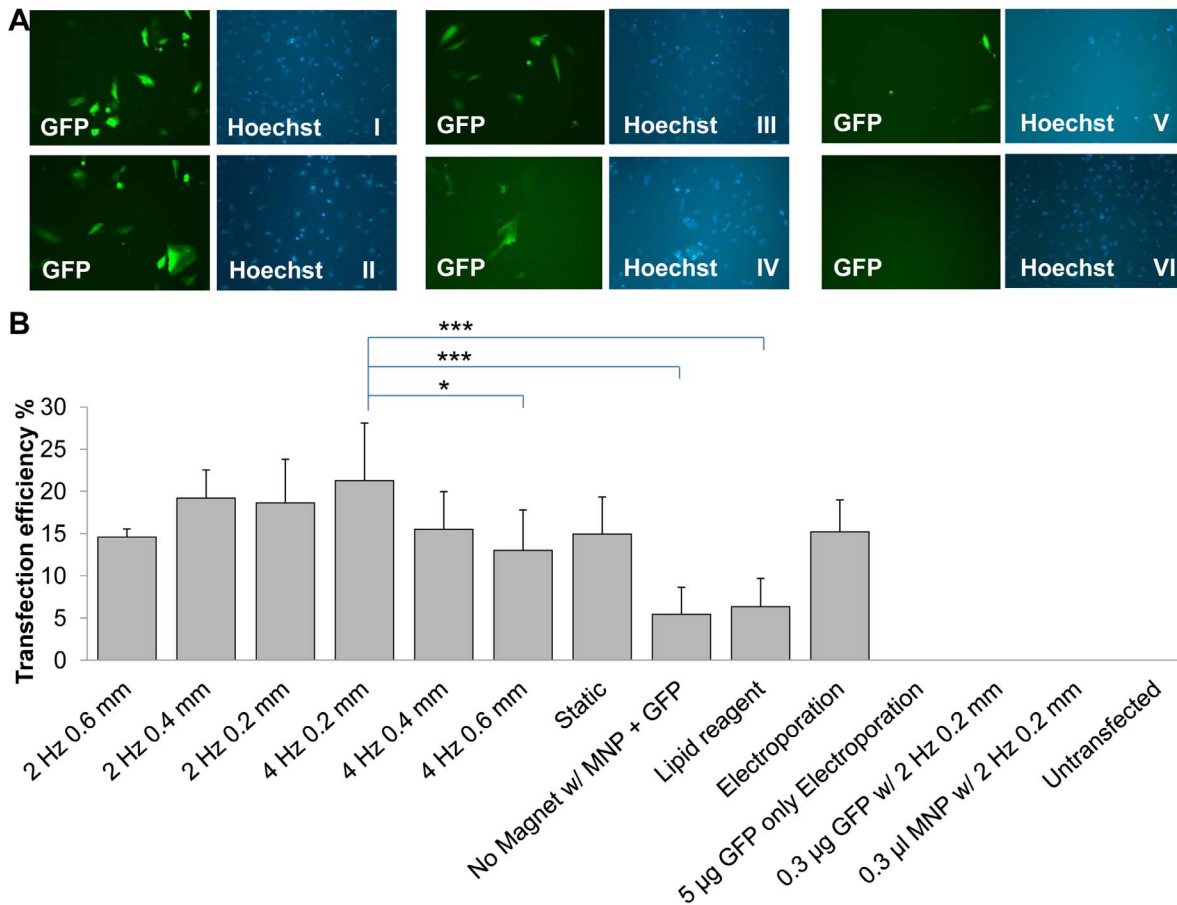 A
GFP
Hoechst
I
GFP
Hoechst
III
GFP
Hoechst
V
GFP
Hoechst
II
GFP
Hoechst
IV
GFP
Hoechst
VI
B
***
***
*
Transfection efficiency %
30
25
20
15
10
5
0
2 Hz 0.6 mm
2 Hz 0.4 mm
2 Hz 0.2 mm
4 Hz 0.2 mm
4 Hz 0.4 mm
4 Hz 0.6 mm
Static
No Magnet w/ MNP + GFP
Lipid reagent
Electroporation
5 µg GFP only Electroporation
0.3 µg GFP w/ 2 Hz 0.2 mm
0.3 µl MNP w/ 2 Hz 0.2 mm
Untransfected